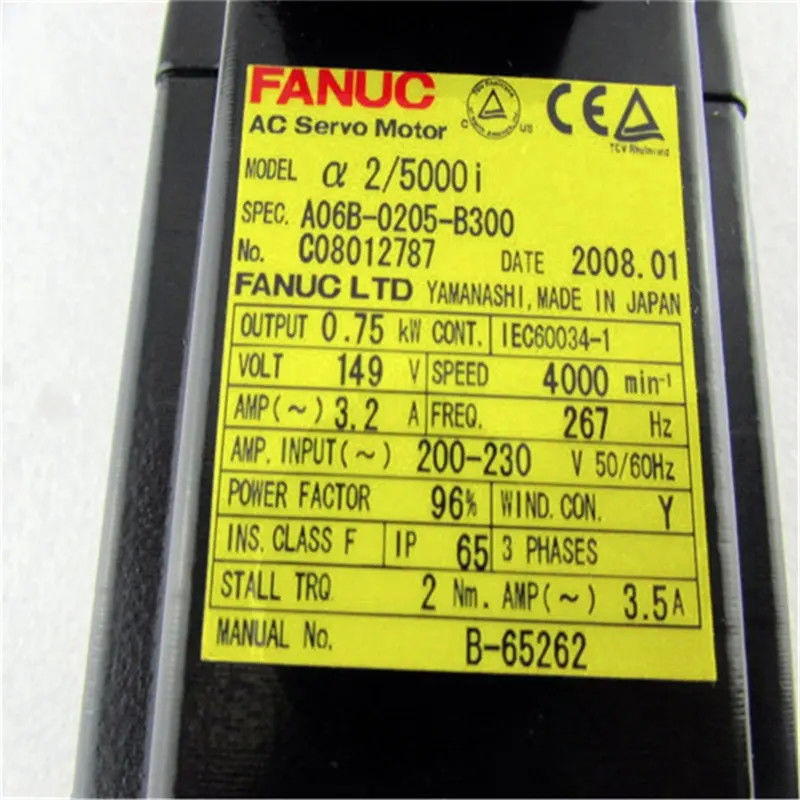 FANUC
AC Servo Motor
C US
TÜV Rheinland
MODEL α 2/5000i
SPEC. A06B-0205-B300
No. C08012787 DATE 2008.01
FANUC LTD YAMANASHI, MADE IN JAPAN
OUTPUT 0.75 kW CONT. IEC60034-1
VOLT 149 V SPEED 4000 min⁻¹
AMP(~) 3.2 A FREQ. 267 Hz
AMP. INPUT(~) 200-230 V 50/60Hz
POWER FACTOR 96% WIND. CON. Y
INS. CLASS F IP 65 3 PHASES
STALL TRQ 2 Nm. AMP(~) 3.5A
MANUAL No. B-65262